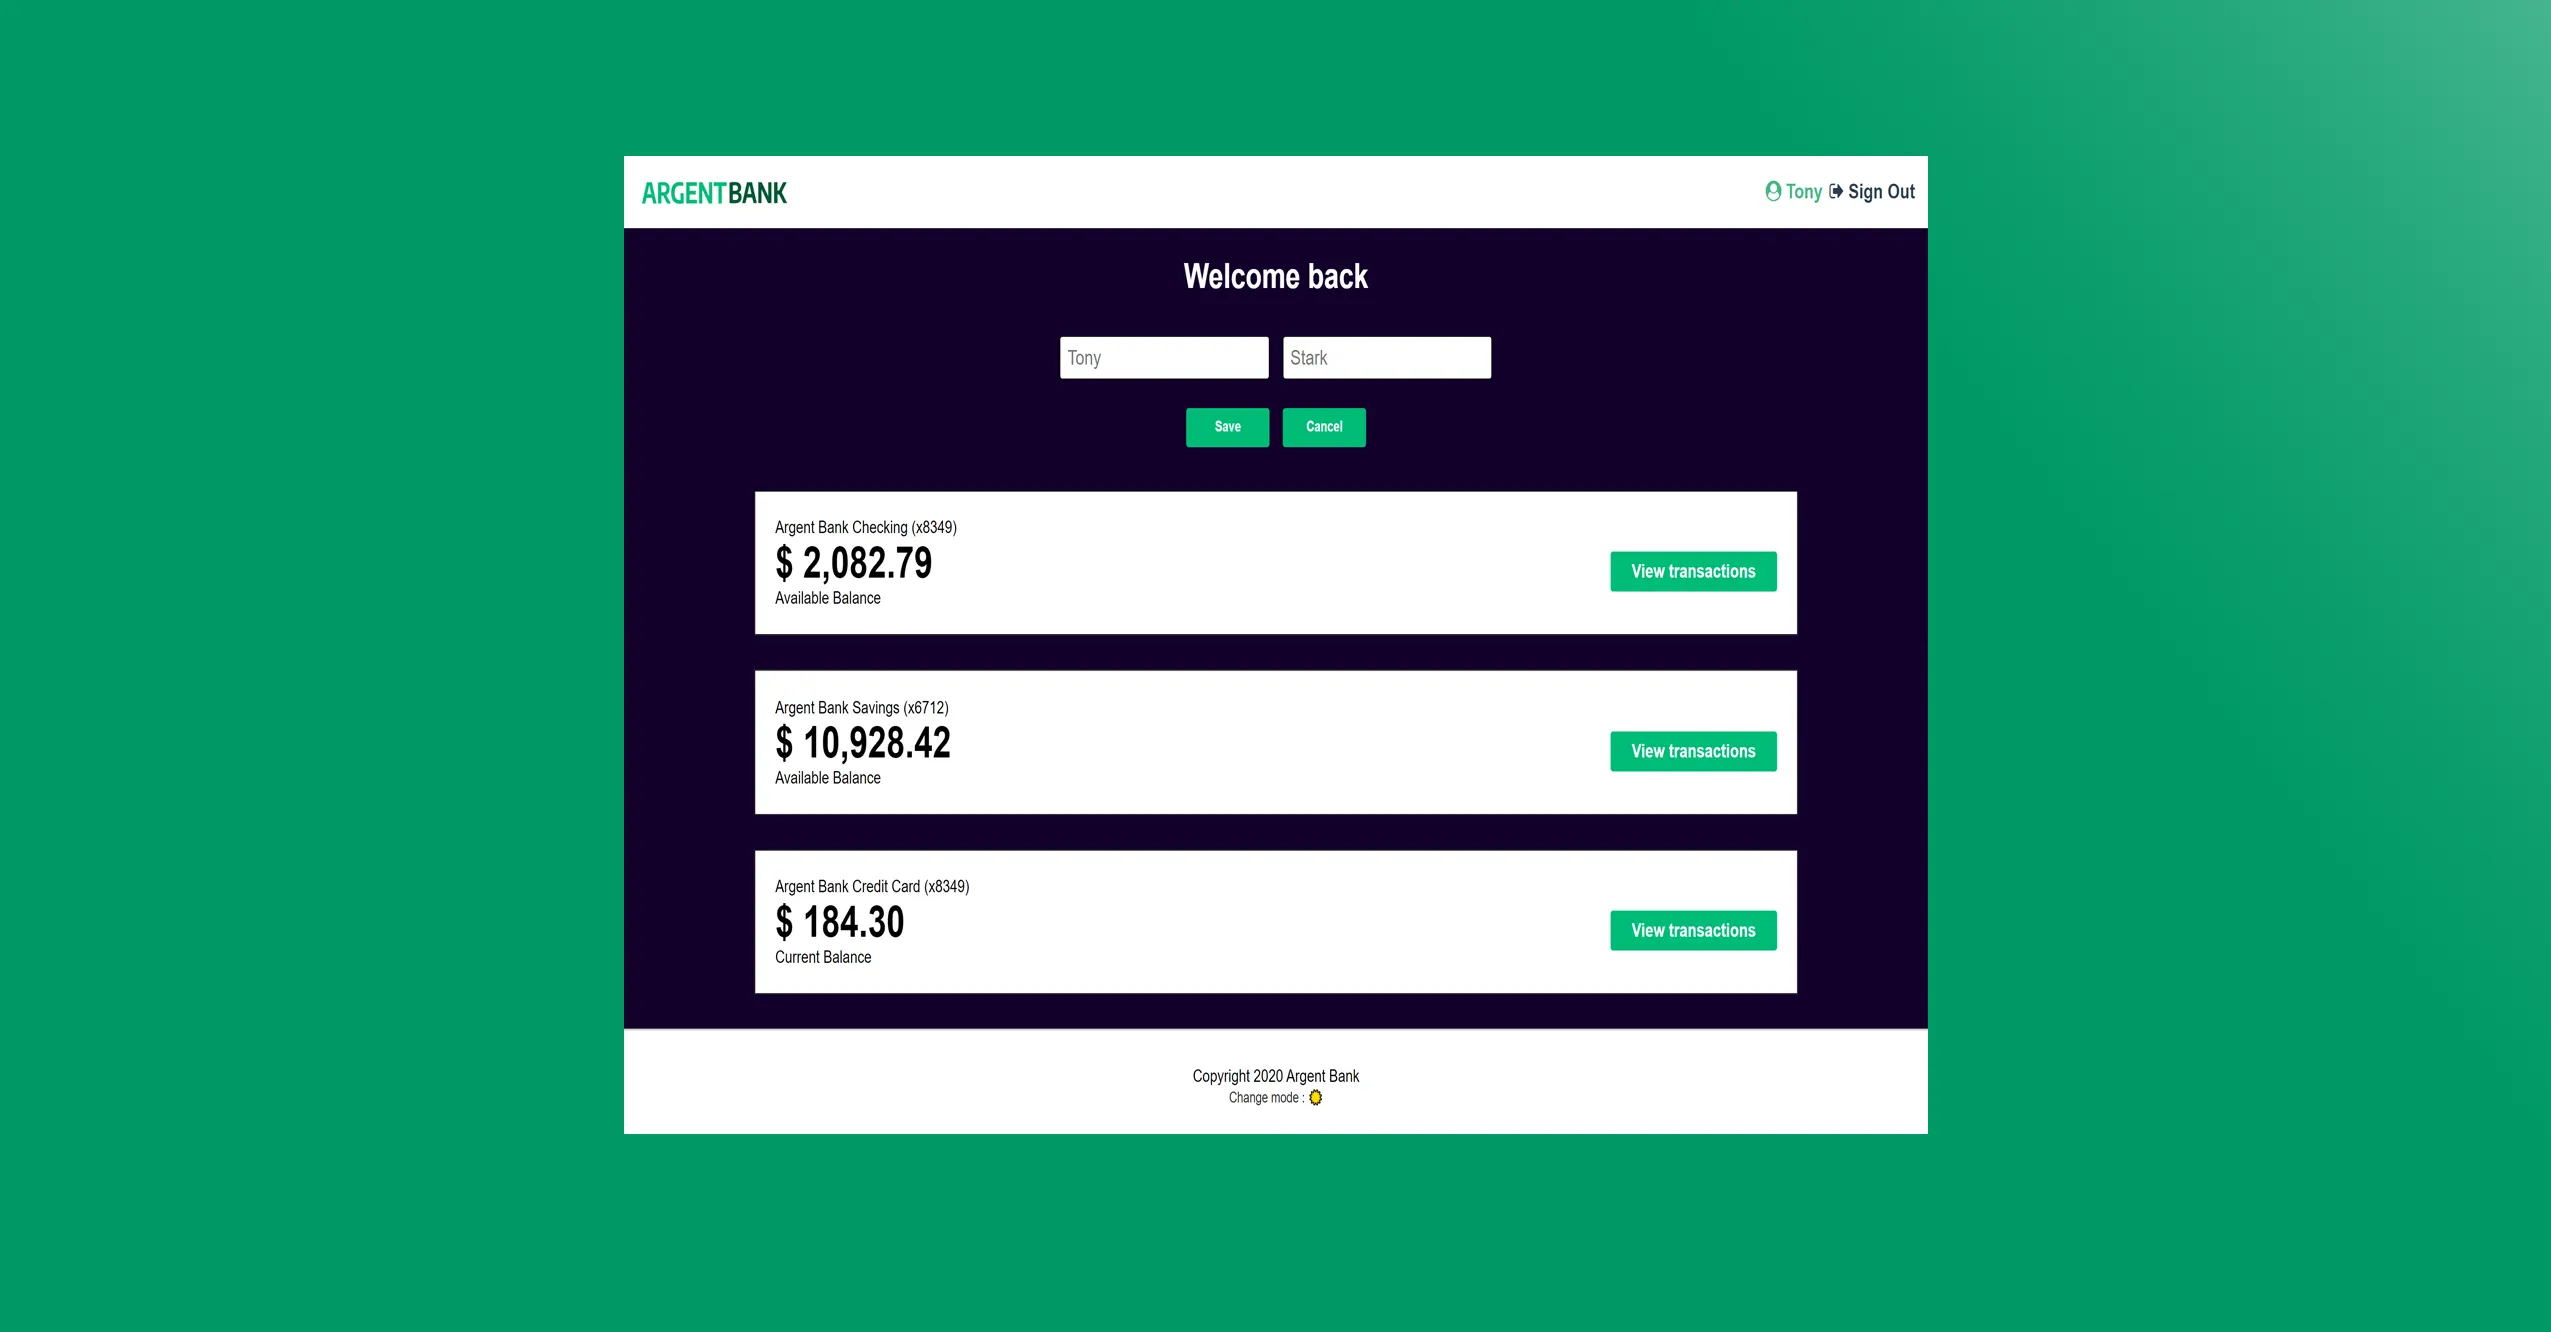 ARGENTBANK
Tony Sign Out
Welcome back
Tony Stark
Save Cancel
Argent Bank Checking (x8349)
$ 2,082.79
Available Balance
View transactions
Argent Bank Savings (x6712)
$ 10,928.42
Available Balance
View transactions
Argent Bank Credit Card (x8349)
$ 184.30
Current Balance
View transactions
Copyright 2020 Argent Bank
Change mode :